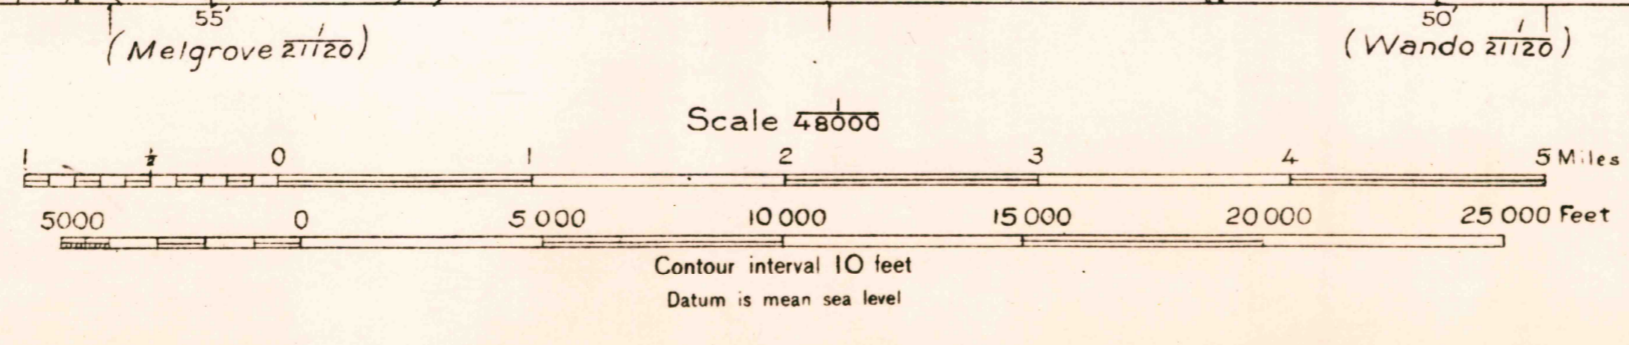 55' 50'
(Melgrove 1/21120) (Wando 1/21120)
Scale 1/48000
1 ½ 0 1 2 3 4 5 Miles
5000 0 5000 10000 15000 20000 25000 Feet
Contour interval 10 feet
Datum is mean sea level